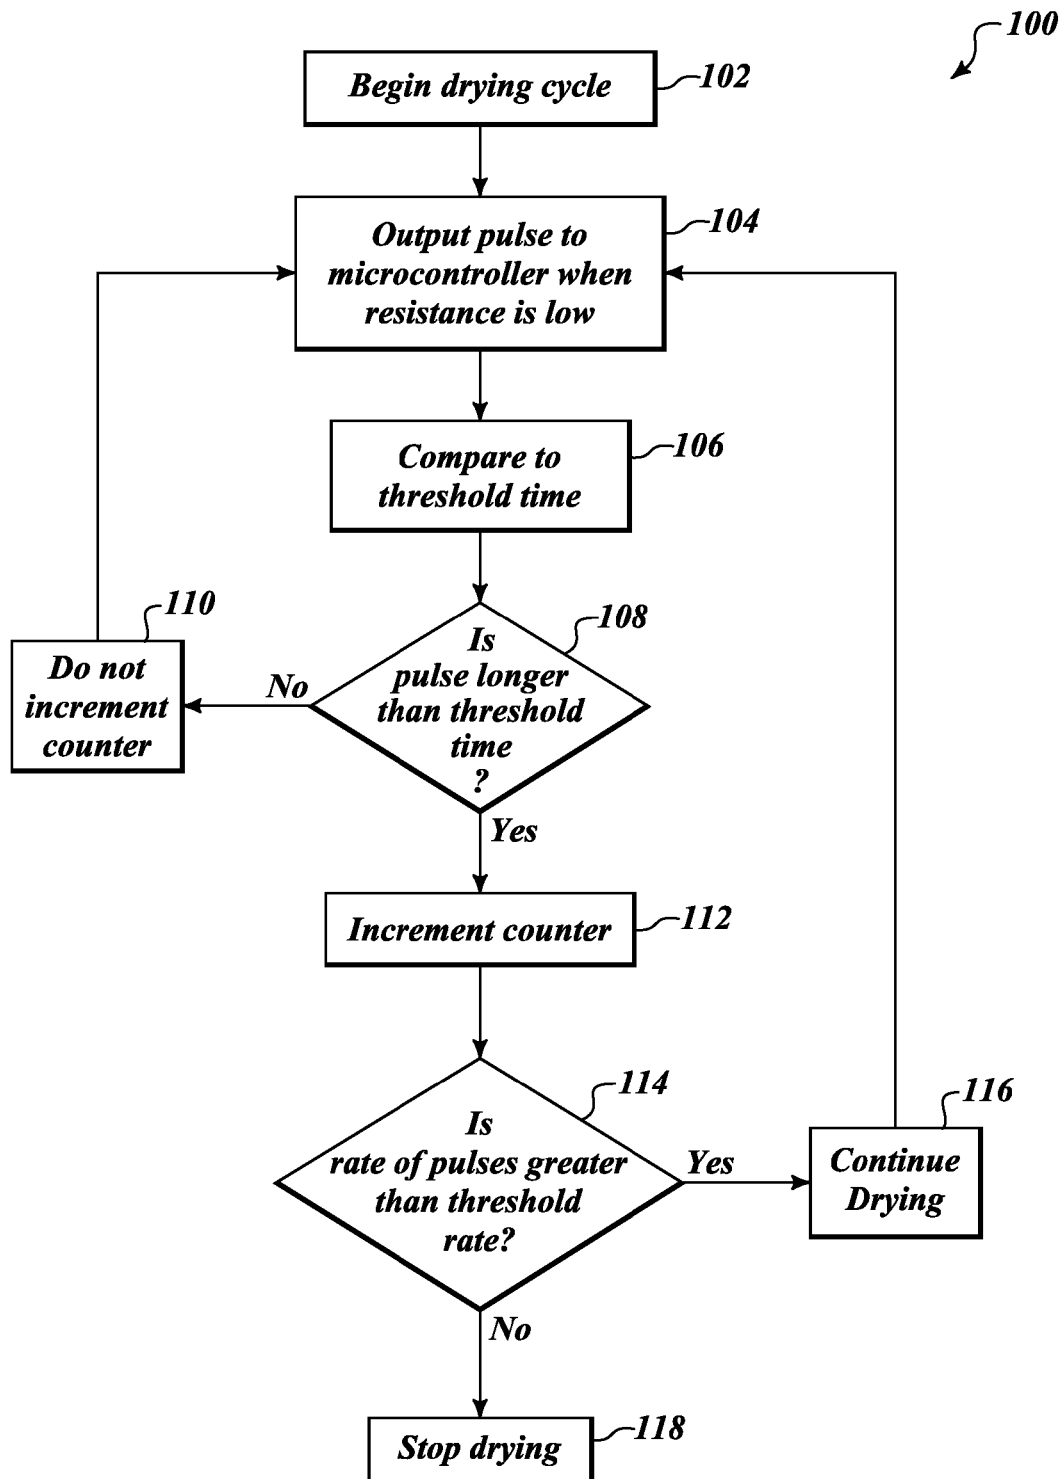 100
Begin drying cycle
102
Output pulse to
microcontroller when
resistance is low
104
Compare to
threshold time
106
Is
pulse longer
than threshold
time
?
108
No
Do not
increment
counter
110
Yes
Increment counter
112
Is
rate of pulses greater
than threshold
rate?
114
Yes
Continue
Drying
116
No
Stop drying
118